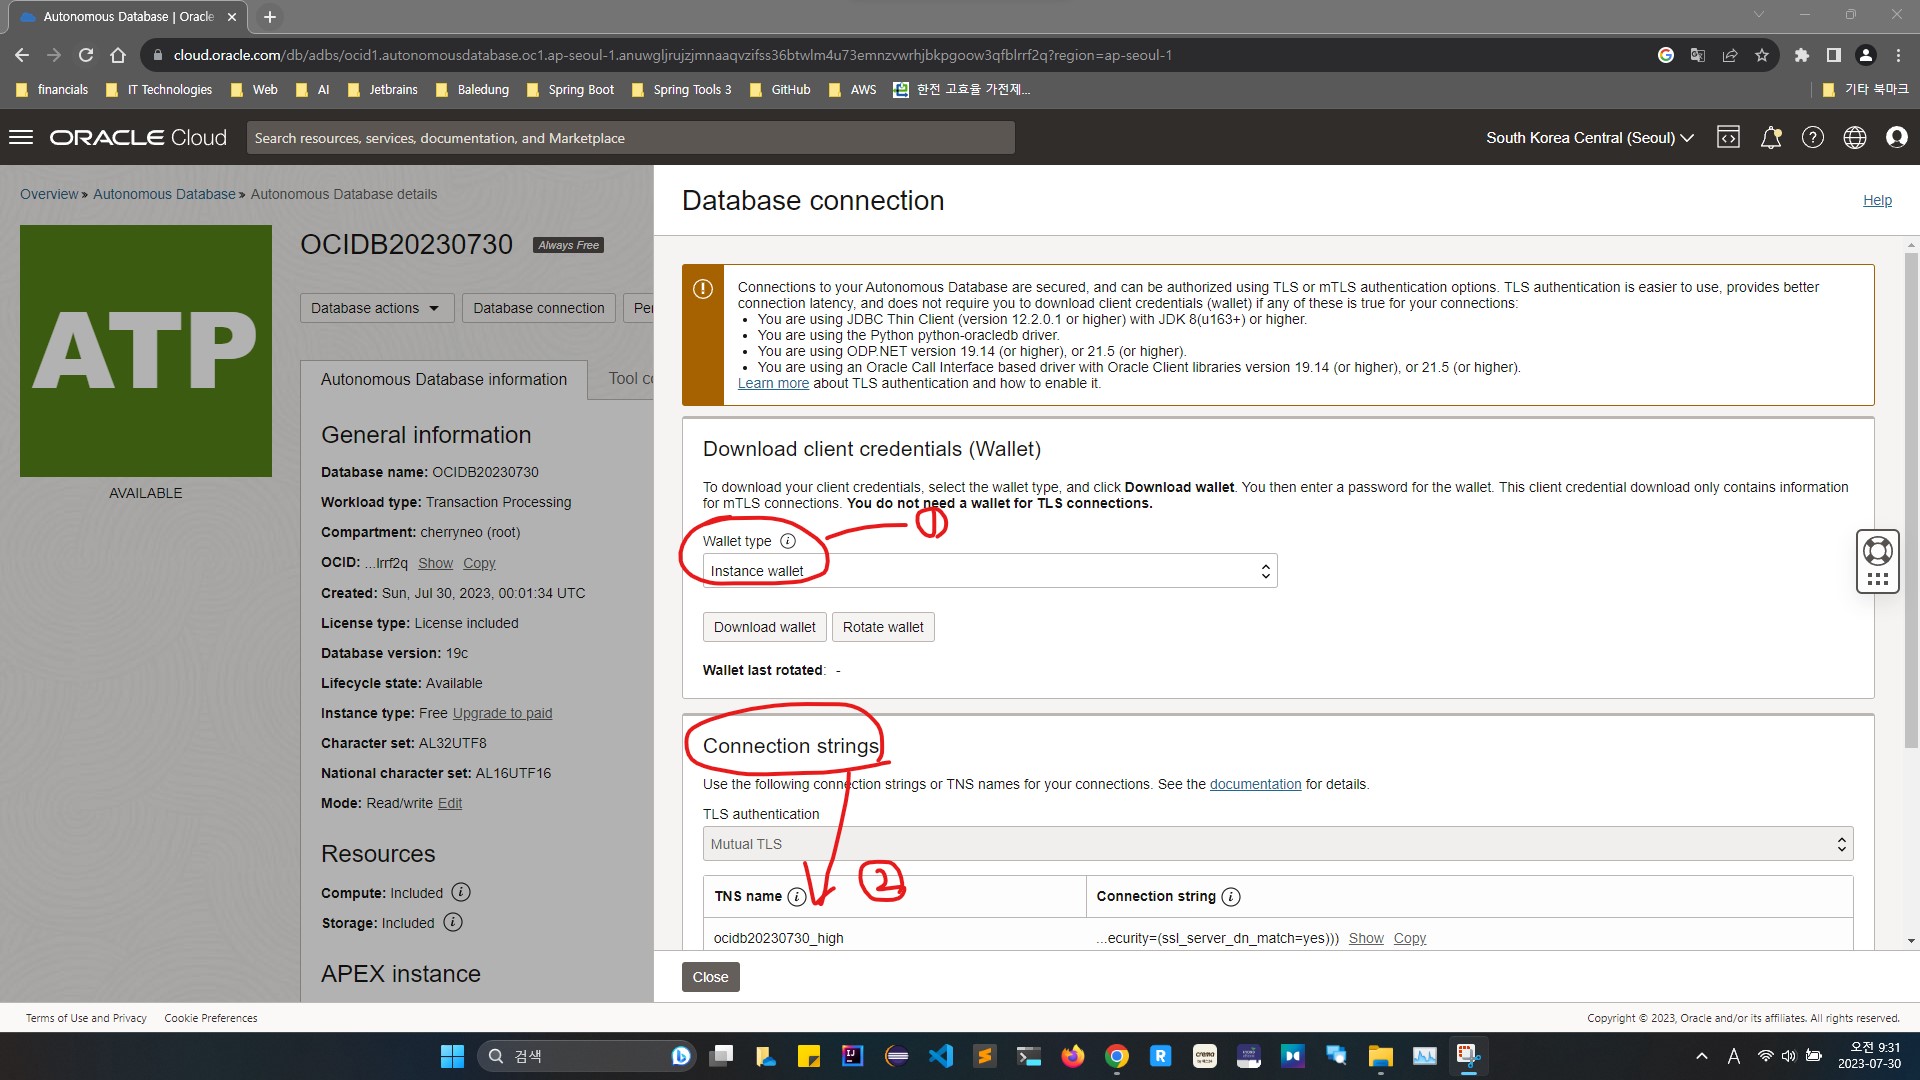 Autonomous Database | Oracle
cloud.oracle.com/db/adbs/ocid1.autonomousdatabase.oc1.ap-seoul-1.anuwgljrujzjmnaaqvzifss36btwlm4u73emnzvwrhjbkpgoow3qfblrrf2q?region=ap-seoul-1
financials IT Technologies Web AI Jetbrains Baledung Spring Boot Spring Tools 3 GitHub AWS 한전 고효율 가전제... 기타 북마크
ORACLE Cloud
Search resources, services, documentation, and Marketplace
South Korea Central (Seoul)
Overview » Autonomous Database » Autonomous Database details
ATP
AVAILABLE
OCIDB20230730 Always Free
Database actions Database connection Per
Autonomous Database information Tool co
General information
Database name: OCIDB20230730
Workload type: Transaction Processing
Compartment: cherryneo (root)
OCID: ...lrrf2q Show Copy
Created: Sun, Jul 30, 2023, 00:01:34 UTC
License type: License included
Database version: 19c
Lifecycle state: Available
Instance type: Free Upgrade to paid
Character set: AL32UTF8
National character set: AL16UTF16
Mode: Read/write Edit
Resources
Compute: Included
Storage: Included
APEX instance
Database connection
Help
Connections to your Autonomous Database are secured, and can be authorized using TLS or mTLS authentication options. TLS authentication is easier to use, provides better
connection latency, and does not require you to download client credentials (wallet) if any of these is true for your connections:
• You are using JDBC Thin Client (version 12.2.0.1 or higher) with JDK 8(u163+) or higher.
• You are using the Python python-oracledb driver.
• You are using ODP.NET version 19.14 (or higher), or 21.5 (or higher).
• You are using an Oracle Call Interface based driver with Oracle Client libraries version 19.14 (or higher), or 21.5 (or higher).
Learn more about TLS authentication and how to enable it.
Download client credentials (Wallet)
To download your client credentials, select the wallet type, and click Download wallet. You then enter a password for the wallet. This client credential download only contains information
for mTLS connections. You do not need a wallet for TLS connections.
①
Wallet type
Instance wallet
Download wallet Rotate wallet
Wallet last rotated: -
Connection strings
Use the following connection strings or TNS names for your connections. See the documentation for details.
TLS authentication
Mutual TLS
②
TNS name Connection string
ocidb20230730_high ...ecurity=(ssl_server_dn_match=yes))) Show Copy
Close
Terms of Use and Privacy Cookie Preferences
Copyright © 2023, Oracle and/or its affiliates. All rights reserved.
검색
A
오전 9:31
2023-07-30